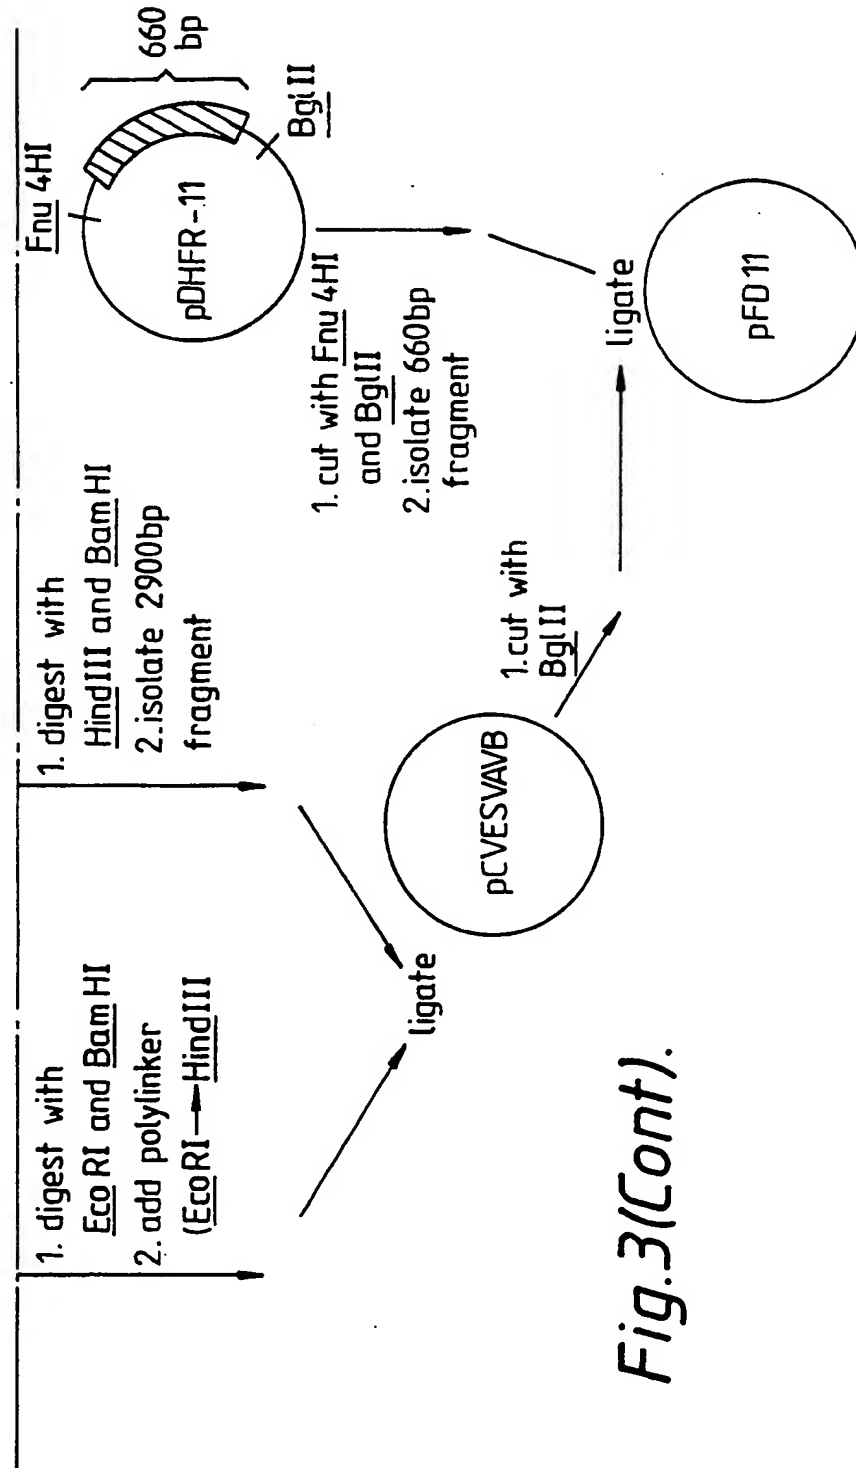 1. digest with
EcoRI and BamHI
2. add polylinker
(EcoRI→HindIII
1. digest with
HindIII and BamHI
2. isolate 2900bp
fragment
Fnu 4HI
660
bp
pDHFR-11
BglII
1. cut with Fnu 4HI
and BglII
2. isolate 660bp
fragment
ligate
pCVESVAVB
1. cut with
BglII
ligate
pFD11
Fig.3(Cont).